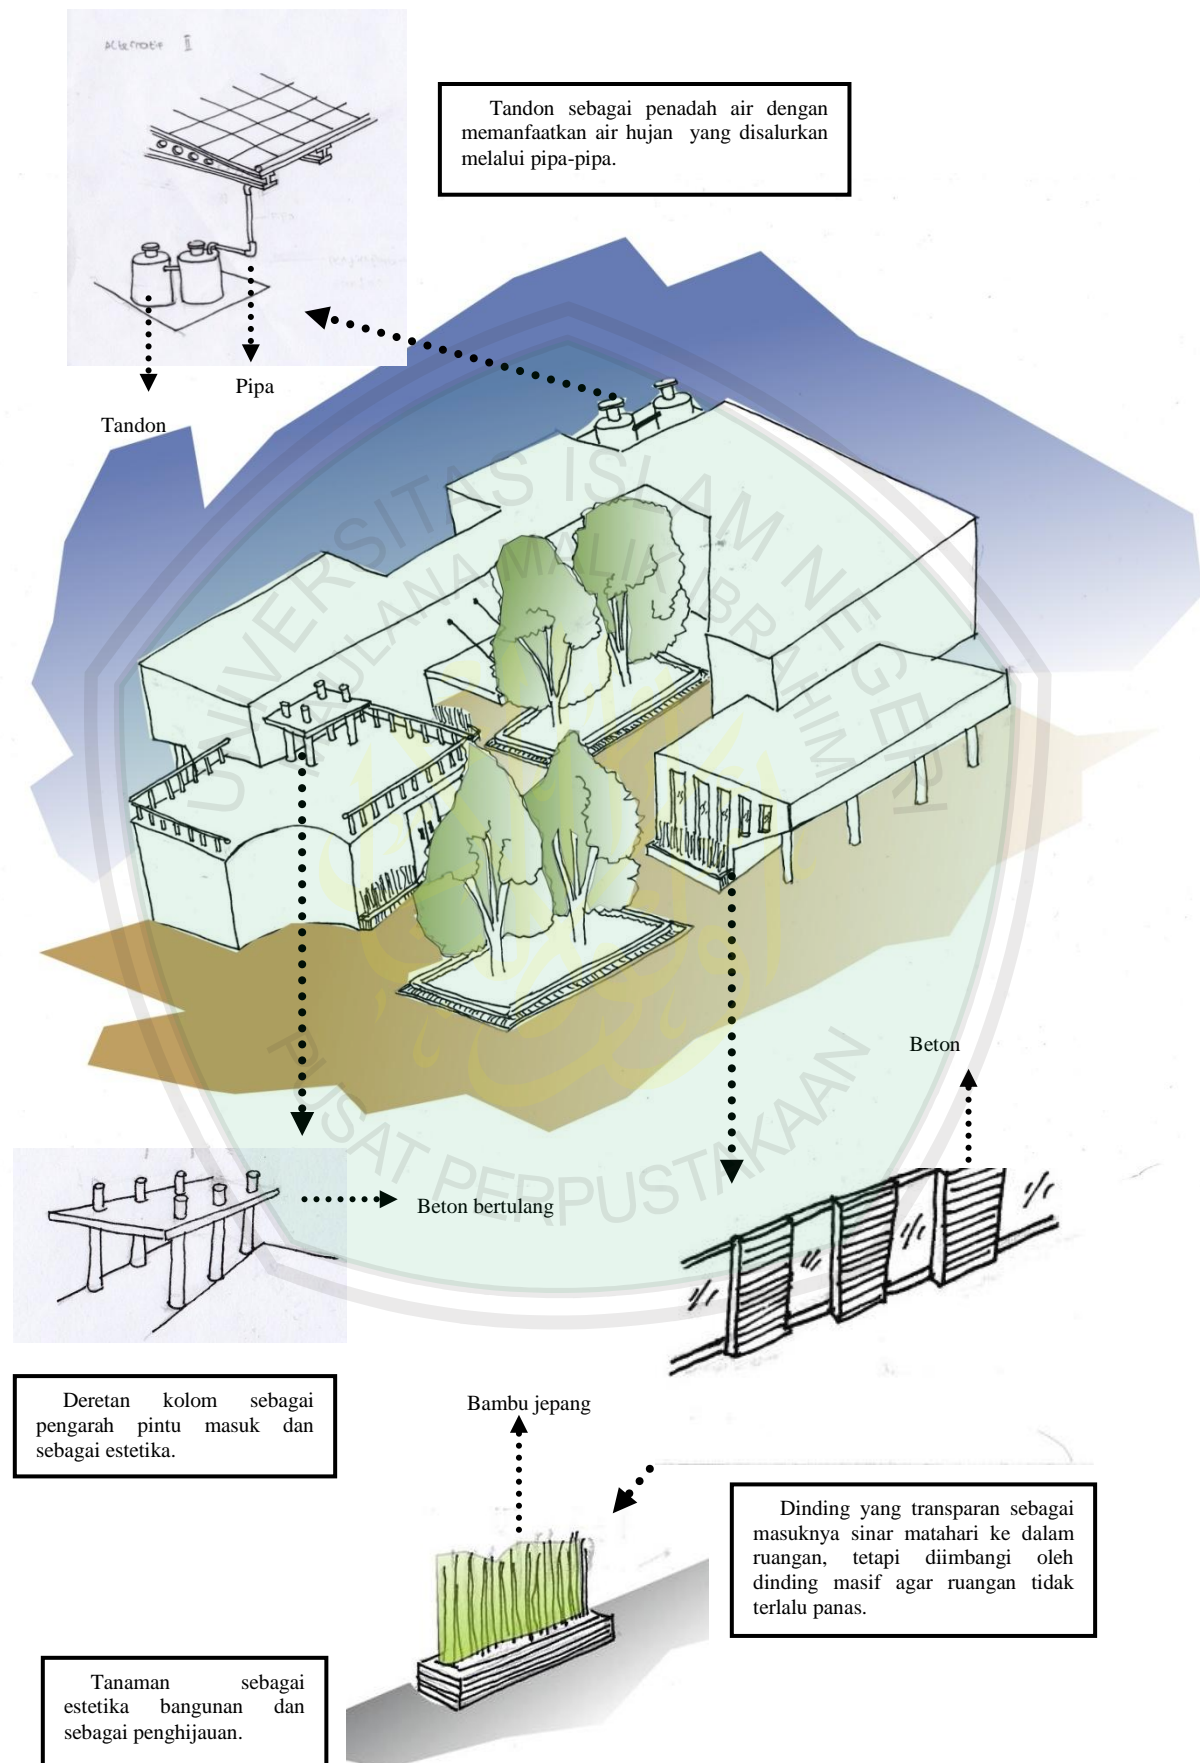 Alternatif II
Tandon sebagai penadah air dengan
memanfaatkan air hujan yang disalurkan
melalui pipa-pipa.
Pipa
Tandon
UNIVERSITAS ISLAM NEGERI
MAULANA MALIK IBRAHIM
PUSAT PERPUSTAKAAN
Beton
Beton bertulang
Deretan kolom sebagai
pengarah pintu masuk dan
sebagai estetika.
Bambu jepang
Dinding yang transparan sebagai
masuknya sinar matahari ke dalam
ruangan, tetapi diimbangi oleh
dinding masif agar ruangan tidak
terlalu panas.
Tanaman sebagai
estetika bangunan dan
sebagai penghijauan.